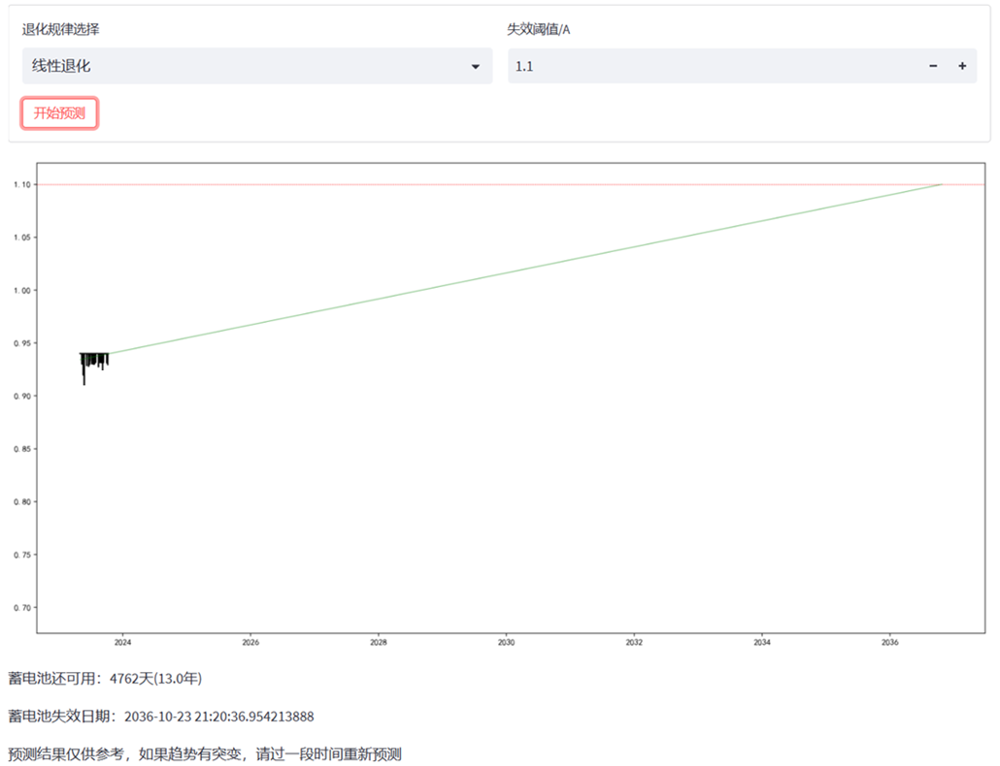 退化规律选择
失效阈值/A
线性退化
1.1
− +
开始预测
1.10
1.05
1.00
0.95
0.90
0.85
0.80
0.75
0.70
2024 2026 2028 2030 2032 2034 2036
蓄电池还可用：4762天(13.0年)
蓄电池失效日期：2036-10-23 21:20:36.954213888
预测结果仅供参考，如果趋势有突变，请过一段时间重新预测